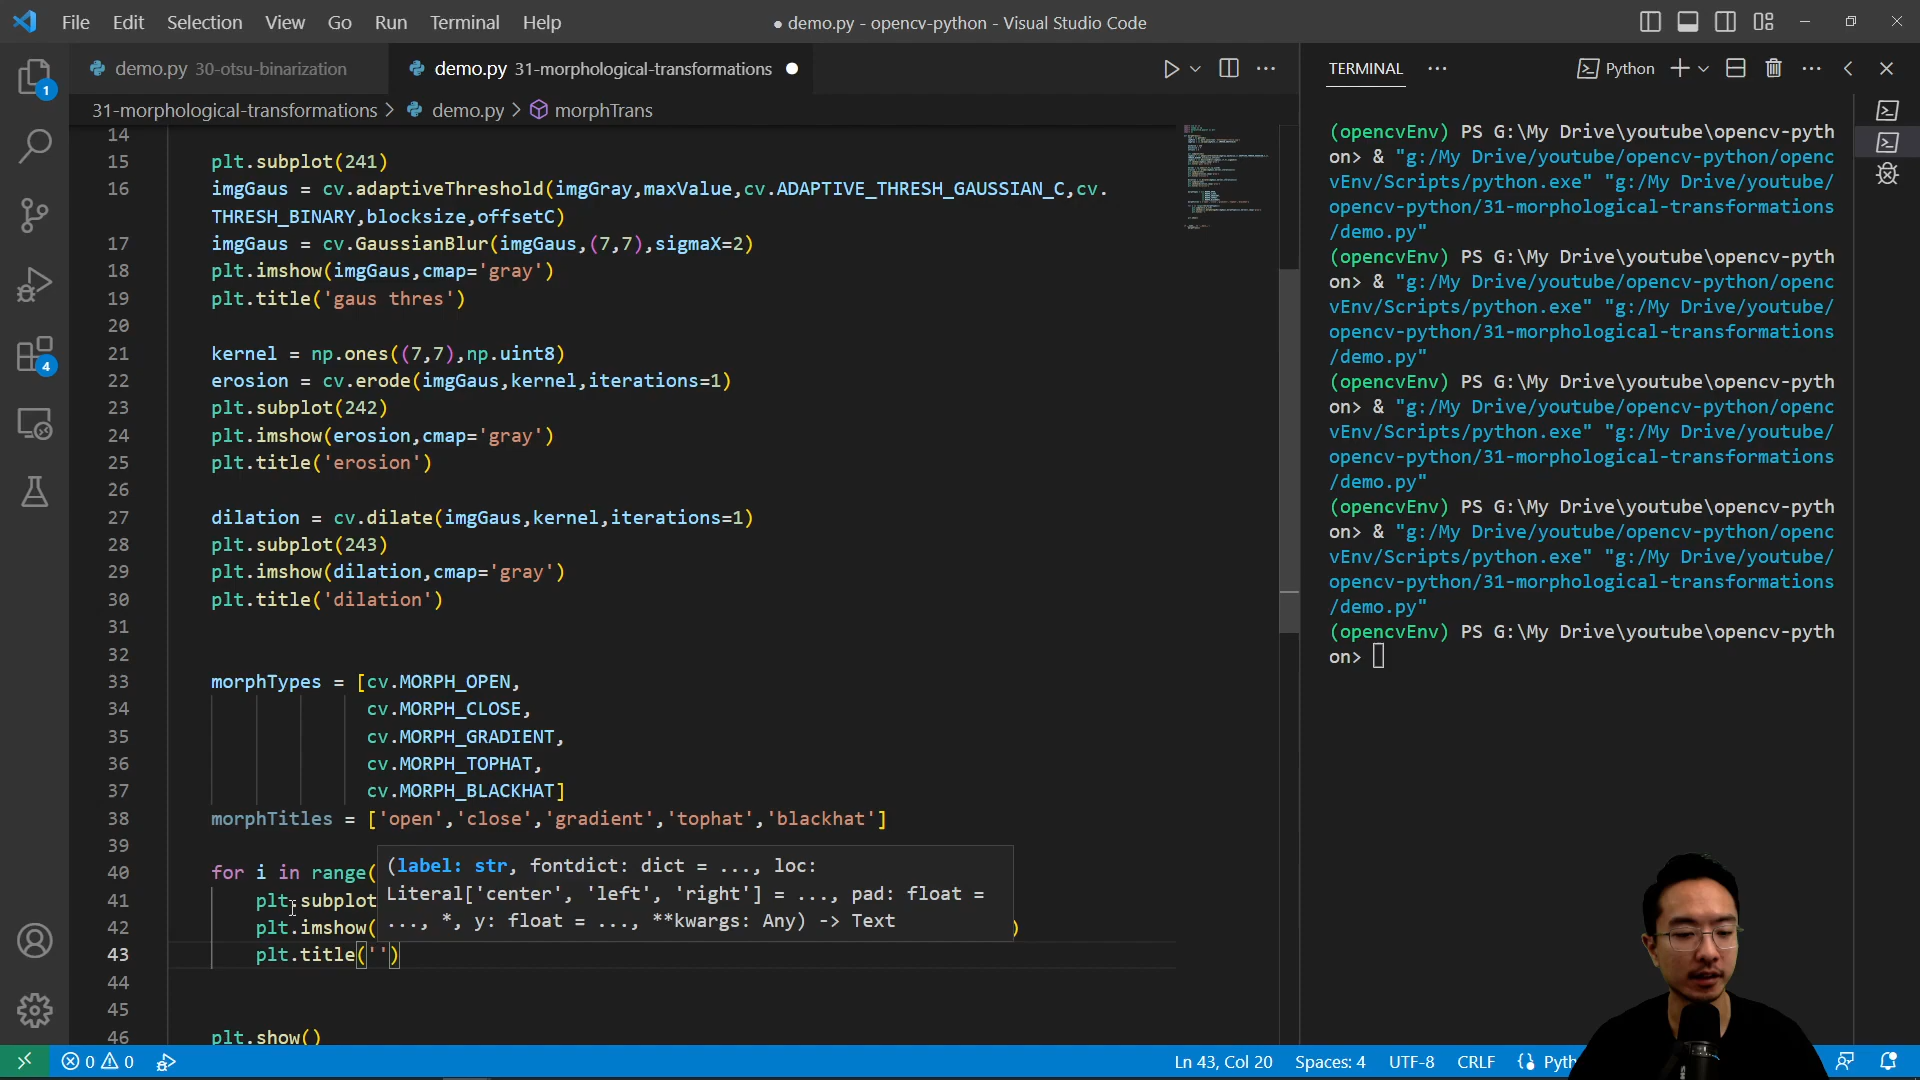 File Edit Selection View Go Run Terminal Help
● demo.py - opencv-python - Visual Studio Code
demo.py 30-otsu-binarization
demo.py 31-morphological-transformations ●
31-morphological-transformations > demo.py > morphTrans
14
15 plt.subplot(241)
16 imgGaus = cv.adaptiveThreshold(imgGray,maxValue,cv.ADAPTIVE_THRESH_GAUSSIAN_C,cv.
THRESH_BINARY,blocksize,offsetC)
17 imgGaus = cv.GaussianBlur(imgGaus,(7,7),sigmaX=2)
18 plt.imshow(imgGaus,cmap='gray')
19 plt.title('gaus thres')
20
21 kernel = np.ones((7,7),np.uint8)
22 erosion = cv.erode(imgGaus,kernel,iterations=1)
23 plt.subplot(242)
24 plt.imshow(erosion,cmap='gray')
25 plt.title('erosion')
26
27 dilation = cv.dilate(imgGaus,kernel,iterations=1)
28 plt.subplot(243)
29 plt.imshow(dilation,cmap='gray')
30 plt.title('dilation')
31
32
33 morphTypes = [cv.MORPH_OPEN,
34 cv.MORPH_CLOSE,
35 cv.MORPH_GRADIENT,
36 cv.MORPH_TOPHAT,
37 cv.MORPH_BLACKHAT]
38 morphTitles = ['open','close','gradient','tophat','blackhat']
39
40 for i in range(
41 plt.subplot
42 plt.imshow( )
43 plt.title('')
44
45
46 plt.show()
(label: str, fontdict: dict = ..., loc:
Literal['center', 'left', 'right'] = ..., pad: float =
..., *, y: float = ..., **kwargs: Any) -> Text
TERMINAL
Python
(opencvEnv) PS G:\My Drive\youtube\opencv-pyth
on> & "g:/My Drive/youtube/opencv-python/openc
vEnv/Scripts/python.exe" "g:/My Drive/youtube/
opencv-python/31-morphological-transformations
/demo.py"
(opencvEnv) PS G:\My Drive\youtube\opencv-pyth
on> & "g:/My Drive/youtube/opencv-python/openc
vEnv/Scripts/python.exe" "g:/My Drive/youtube/
opencv-python/31-morphological-transformations
/demo.py"
(opencvEnv) PS G:\My Drive\youtube\opencv-pyth
on> & "g:/My Drive/youtube/opencv-python/openc
vEnv/Scripts/python.exe" "g:/My Drive/youtube/
opencv-python/31-morphological-transformations
/demo.py"
(opencvEnv) PS G:\My Drive\youtube\opencv-pyth
on> & "g:/My Drive/youtube/opencv-python/openc
vEnv/Scripts/python.exe" "g:/My Drive/youtube/
opencv-python/31-morphological-transformations
/demo.py"
(opencvEnv) PS G:\My Drive\youtube\opencv-pyth
on>
1
4
0 0
Ln 43, Col 20 Spaces: 4 UTF-8 CRLF Pyth